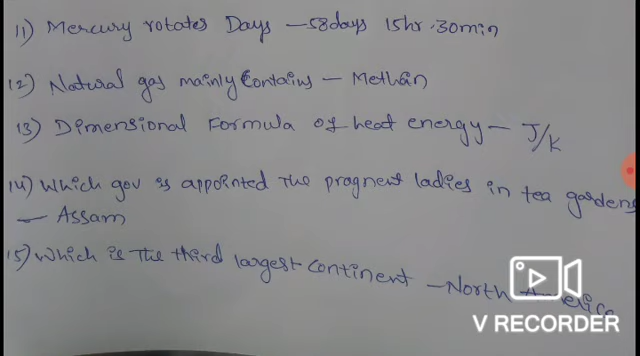 11) Mercury rotates Days - 58days 15hr.30min
12) Natural gas mainly Contains - Methan
13) Dimensional Formula of heat energy - J/K
14) Which gov is appointed The pragnent ladies in tea gardens
- Assam
15) Which is The third largest continent - North America
V RECORDER